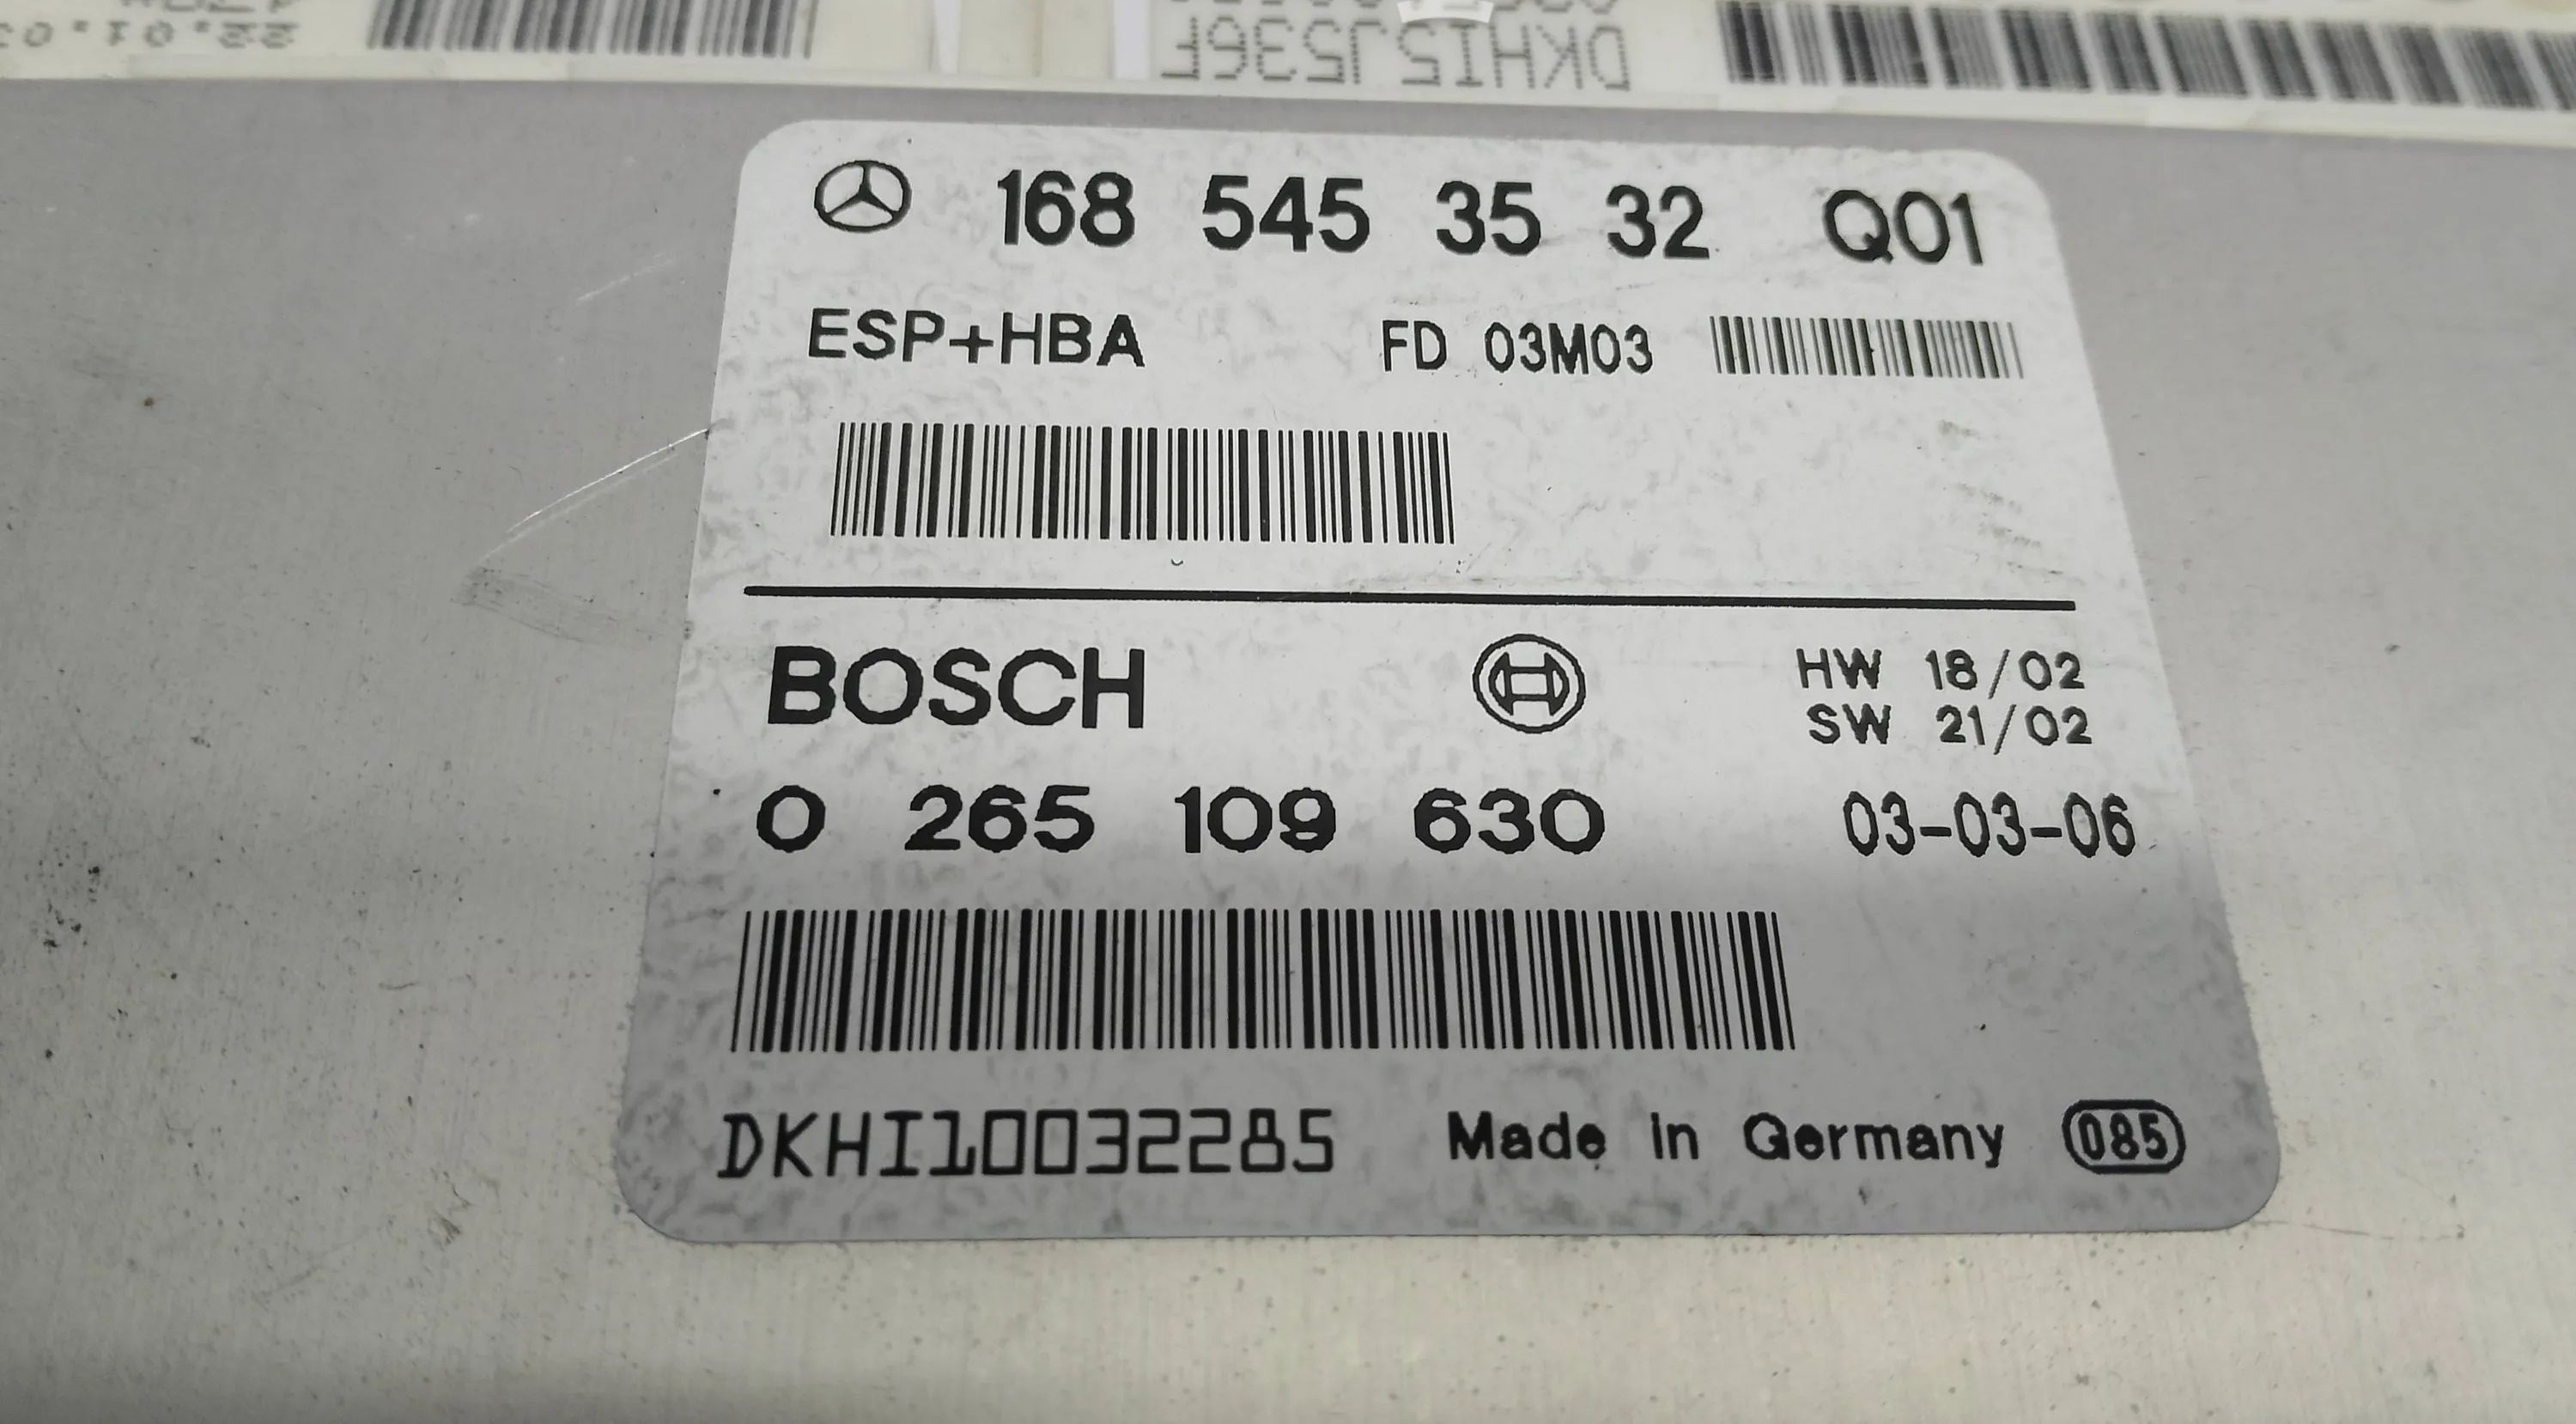 DKHI5J536F
168 545 35 32 Q01
ESP+HBA FD 03M03
BOSCH HW 18/02
SW 21/02
0 265 109 630 03-03-06
DKHI10032285 Made in Germany 085